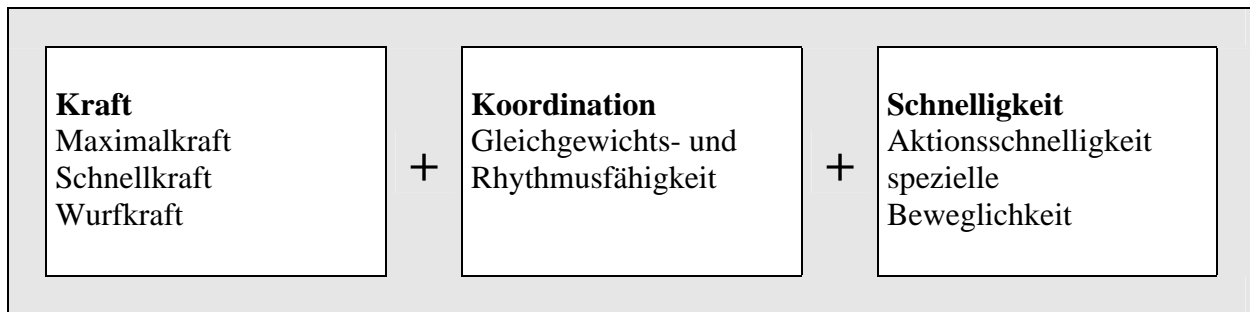 Kraft
Maximalkraft
Schnellkraft
Wurfkraft
+
Koordination
Gleichgewichts- und
Rhythmusfähigkeit
+
Schnelligkeit
Aktionsschnelligkeit
spezielle
Beweglichkeit